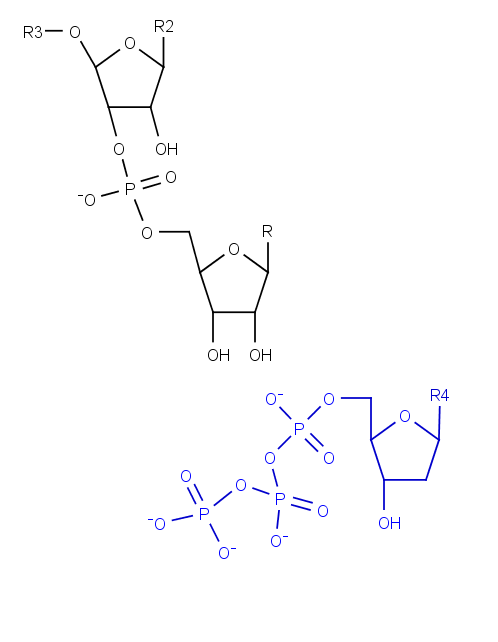 R3 O O R2
O OH
⁻O P O
O
O R
OH OH
O⁻ O R4
P O
O O
O O
P P O
⁻O OH
O⁻ O⁻